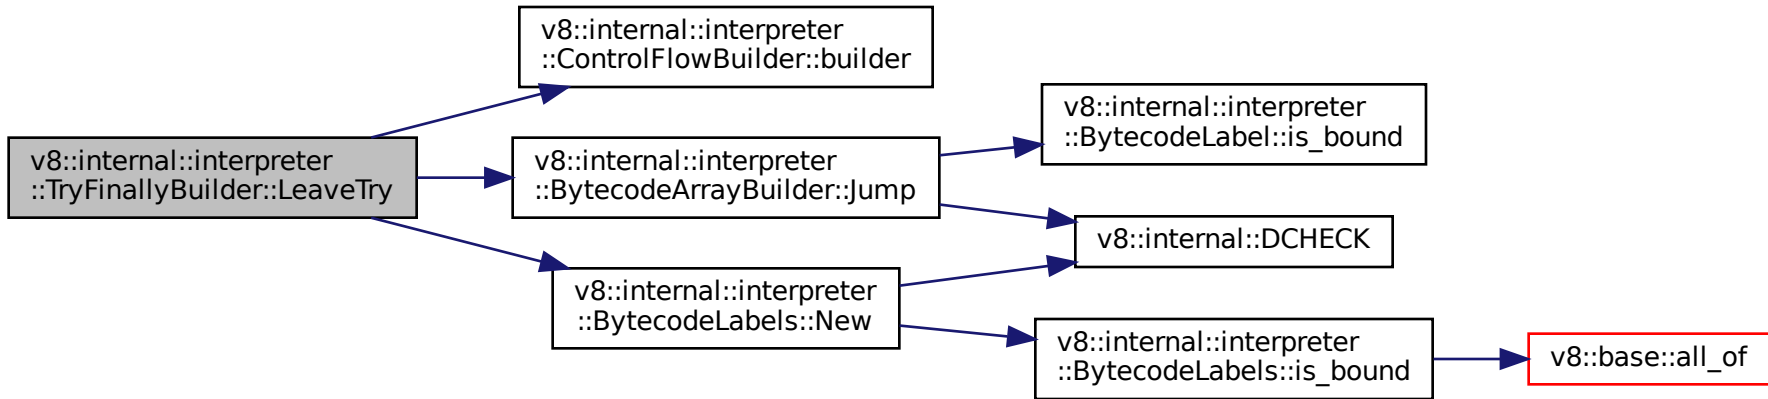 v8::internal::interpreter
::TryFinallyBuilder::LeaveTry
v8::internal::interpreter
::ControlFlowBuilder::builder
v8::internal::interpreter
::BytecodeArrayBuilder::Jump
v8::internal::interpreter
::BytecodeLabels::New
v8::internal::interpreter
::BytecodeLabel::is_bound
v8::internal::DCHECK
v8::internal::interpreter
::BytecodeLabels::is_bound
v8::base::all_of